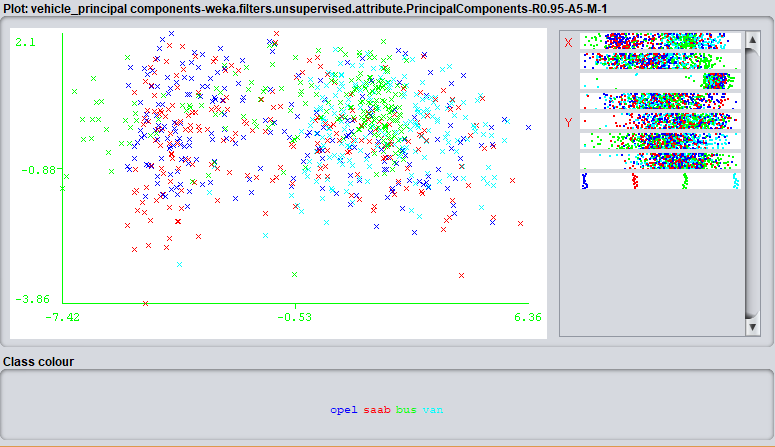 Plot: vehicle_principal components-weka.filters.unsupervised.attribute.PrincipalComponents-R0.95-A5-M-1
2.1
X
Y
-0.88
-3.86
-7.42 -0.53 6.36
Class colour
opel saab bus van